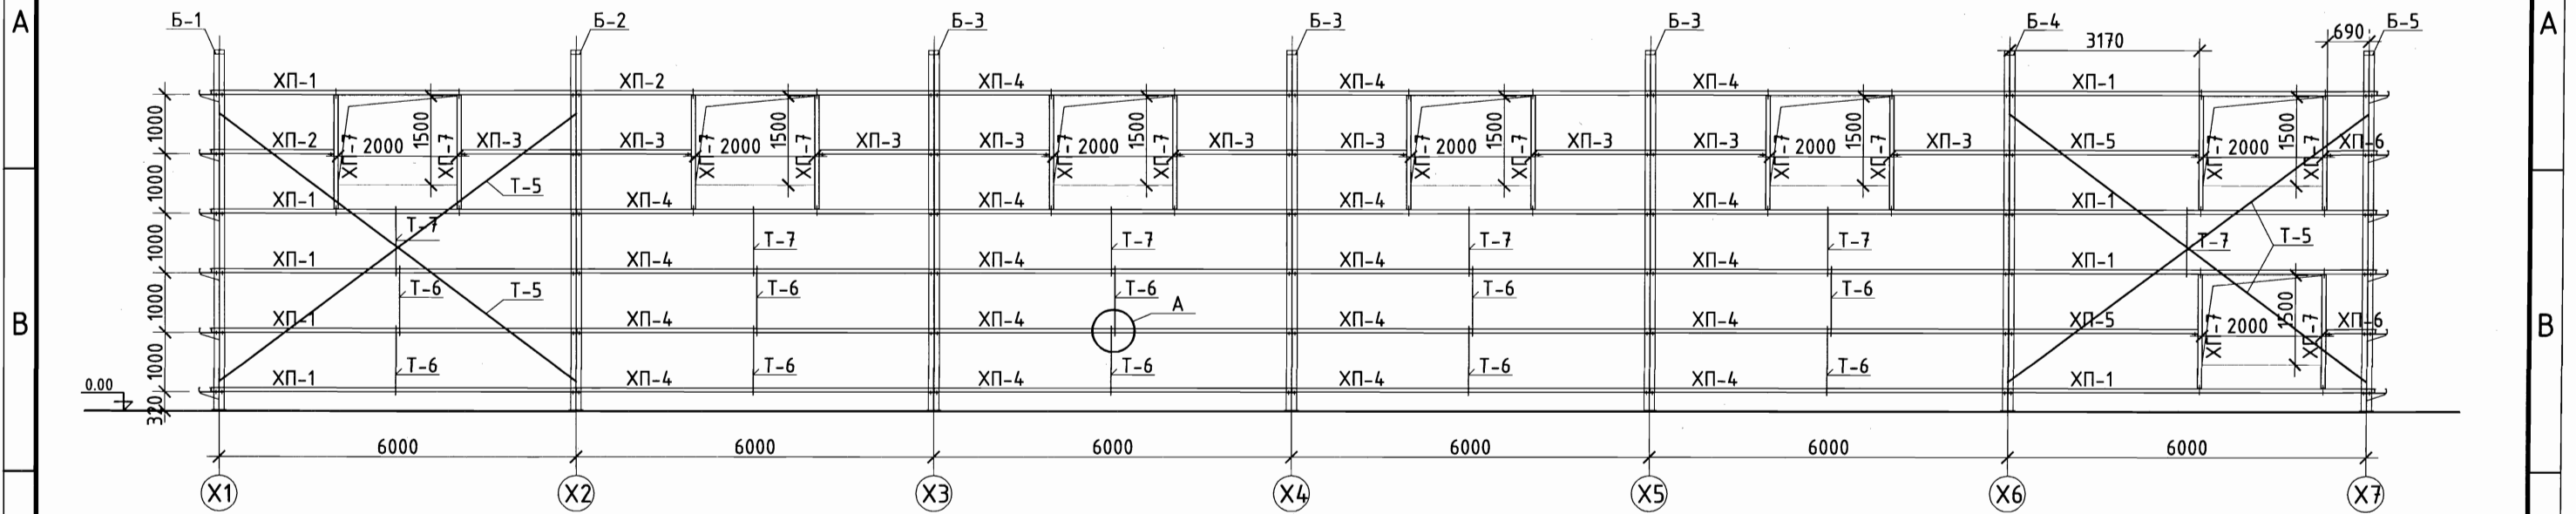 А Б-1 Б-2 Б-3 Б-3 Б-3 Б-4 Б-5 А
3170 690
ХП-1 ХП-2 ХП-4 ХП-4 ХП-4 ХП-1
1000 ХП-2 ХП-7 2000 1500 ХП-7 ХП-3 ХП-3 ХП-7 2000 1500 ХП-7 ХП-3 ХП-3 ХП-7 2000 1500 ХП-7 ХП-3 ХП-3 ХП-7 2000 1500 ХП-7 ХП-3 ХП-3 ХП-7 2000 1500 ХП-7 ХП-3 ХП-5 ХП-7 2000 1500 ХП-7 ХП-6
Т-5
1000 ХП-1 ХП-4 ХП-4 ХП-4 ХП-4 ХП-1
1000 Т-7 Т-7 Т-7 Т-7 Т-7 Т-7 Т-5
ХП-1 ХП-4 ХП-4 ХП-4 ХП-4 ХП-1
1000 Т-6 Т-5 Т-6 Т-6 А Т-6 Т-6
В ХП-1 ХП-4 ХП-4 ХП-4 ХП-4 ХП-5 ХП-7 2000 1500 ХП-7 ХП-6 В
1000 Т-6 Т-6 Т-6 Т-6 Т-6
0.00 ХП-1 ХП-4 ХП-4 ХП-4 ХП-4 ХП-1
320
6000 6000 6000 6000 6000 6000
Х1 Х2 Х3 Х4 Х5 Х6 Х7